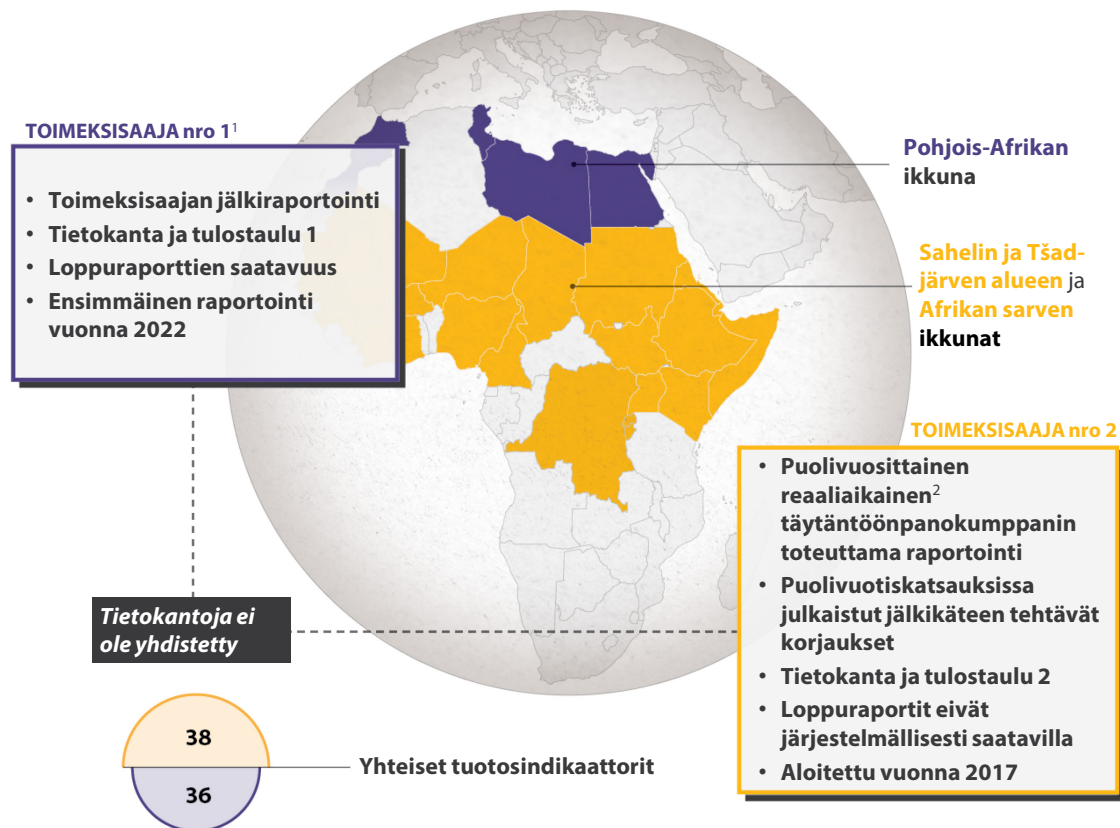 TOIMEKSISAAJA nro 1¹
• Toimeksisaajan jälkiraportointi
• Tietokanta ja tulostaulu 1
• Loppuraporttien saatavuus
• Ensimmäinen raportointi
vuonna 2022
Pohjois-Afrikan
ikkuna
Sahelin ja Tšad-
järven alueen ja
Afrikan sarven
ikkunat
TOIMEKSISAAJA nro 2
• Puolivuosittainen
reaaliaikainen²
täytäntöönpanokumppanin
toteuttama raportointi
• Puolivuotiskatsauksissa
julkaistut jälkikäteen tehtävät
korjaukset
• Tietokanta ja tulostaulu 2
• Loppuraportit eivät
järjestelmällisesti saatavilla
• Aloitettu vuonna 2017
Tietokantoja ei
ole yhdistetty
38
Yhteiset tuotosindikaattorit
36